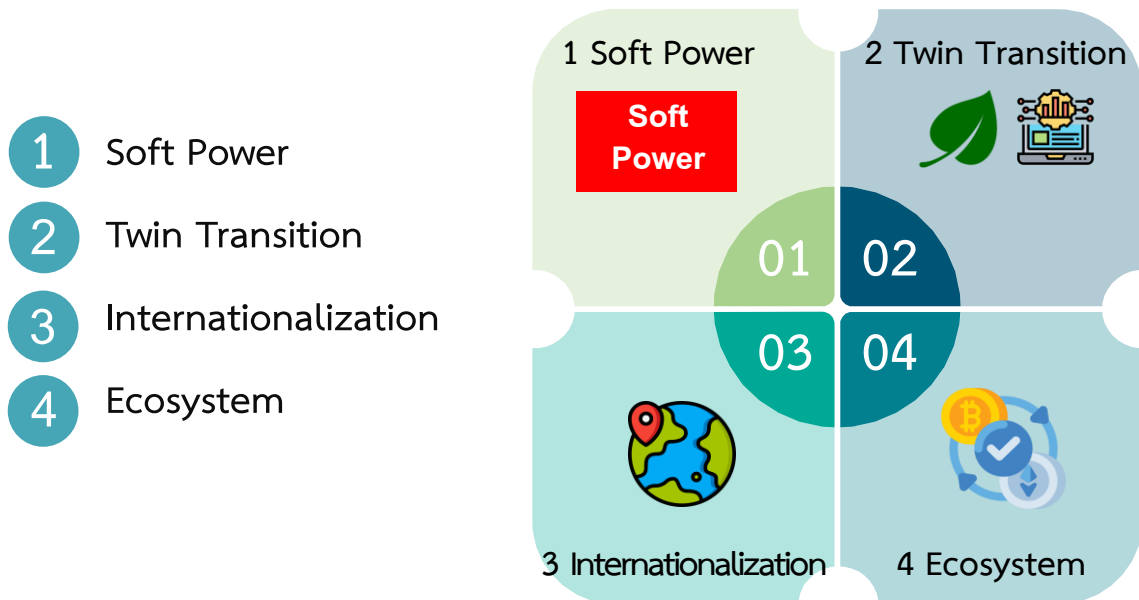 1 Soft Power
2 Twin Transition
3 Internationalization
4 Ecosystem
1 Soft Power
Soft
Power
2 Twin Transition
01
02
03
04
3 Internationalization
4 Ecosystem